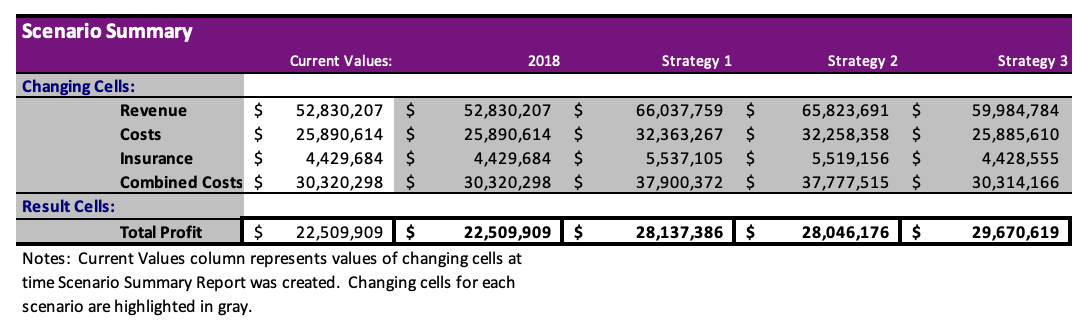 Scenario Summary
Current Values: 2018 Strategy 1 Strategy 2 Strategy 3
Changing Cells:
Revenue $ 52,830,207 $ 52,830,207 $ 66,037,759 $ 65,823,691 $ 59,984,784
Costs $ 25,890,614 $ 25,890,614 $ 32,363,267 $ 32,258,358 $ 25,885,610
Insurance $ 4,429,684 $ 4,429,684 $ 5,537,105 $ 5,519,156 $ 4,428,555
Combined Costs $ 30,320,298 $ 30,320,298 $ 37,900,372 $ 37,777,515 $ 30,314,166
Result Cells:
Total Profit $ 22,509,909 $ 22,509,909 $ 28,137,386 $ 28,046,176 $ 29,670,619
Notes: Current Values column represents values of changing cells at
time Scenario Summary Report was created. Changing cells for each
scenario are highlighted in gray.